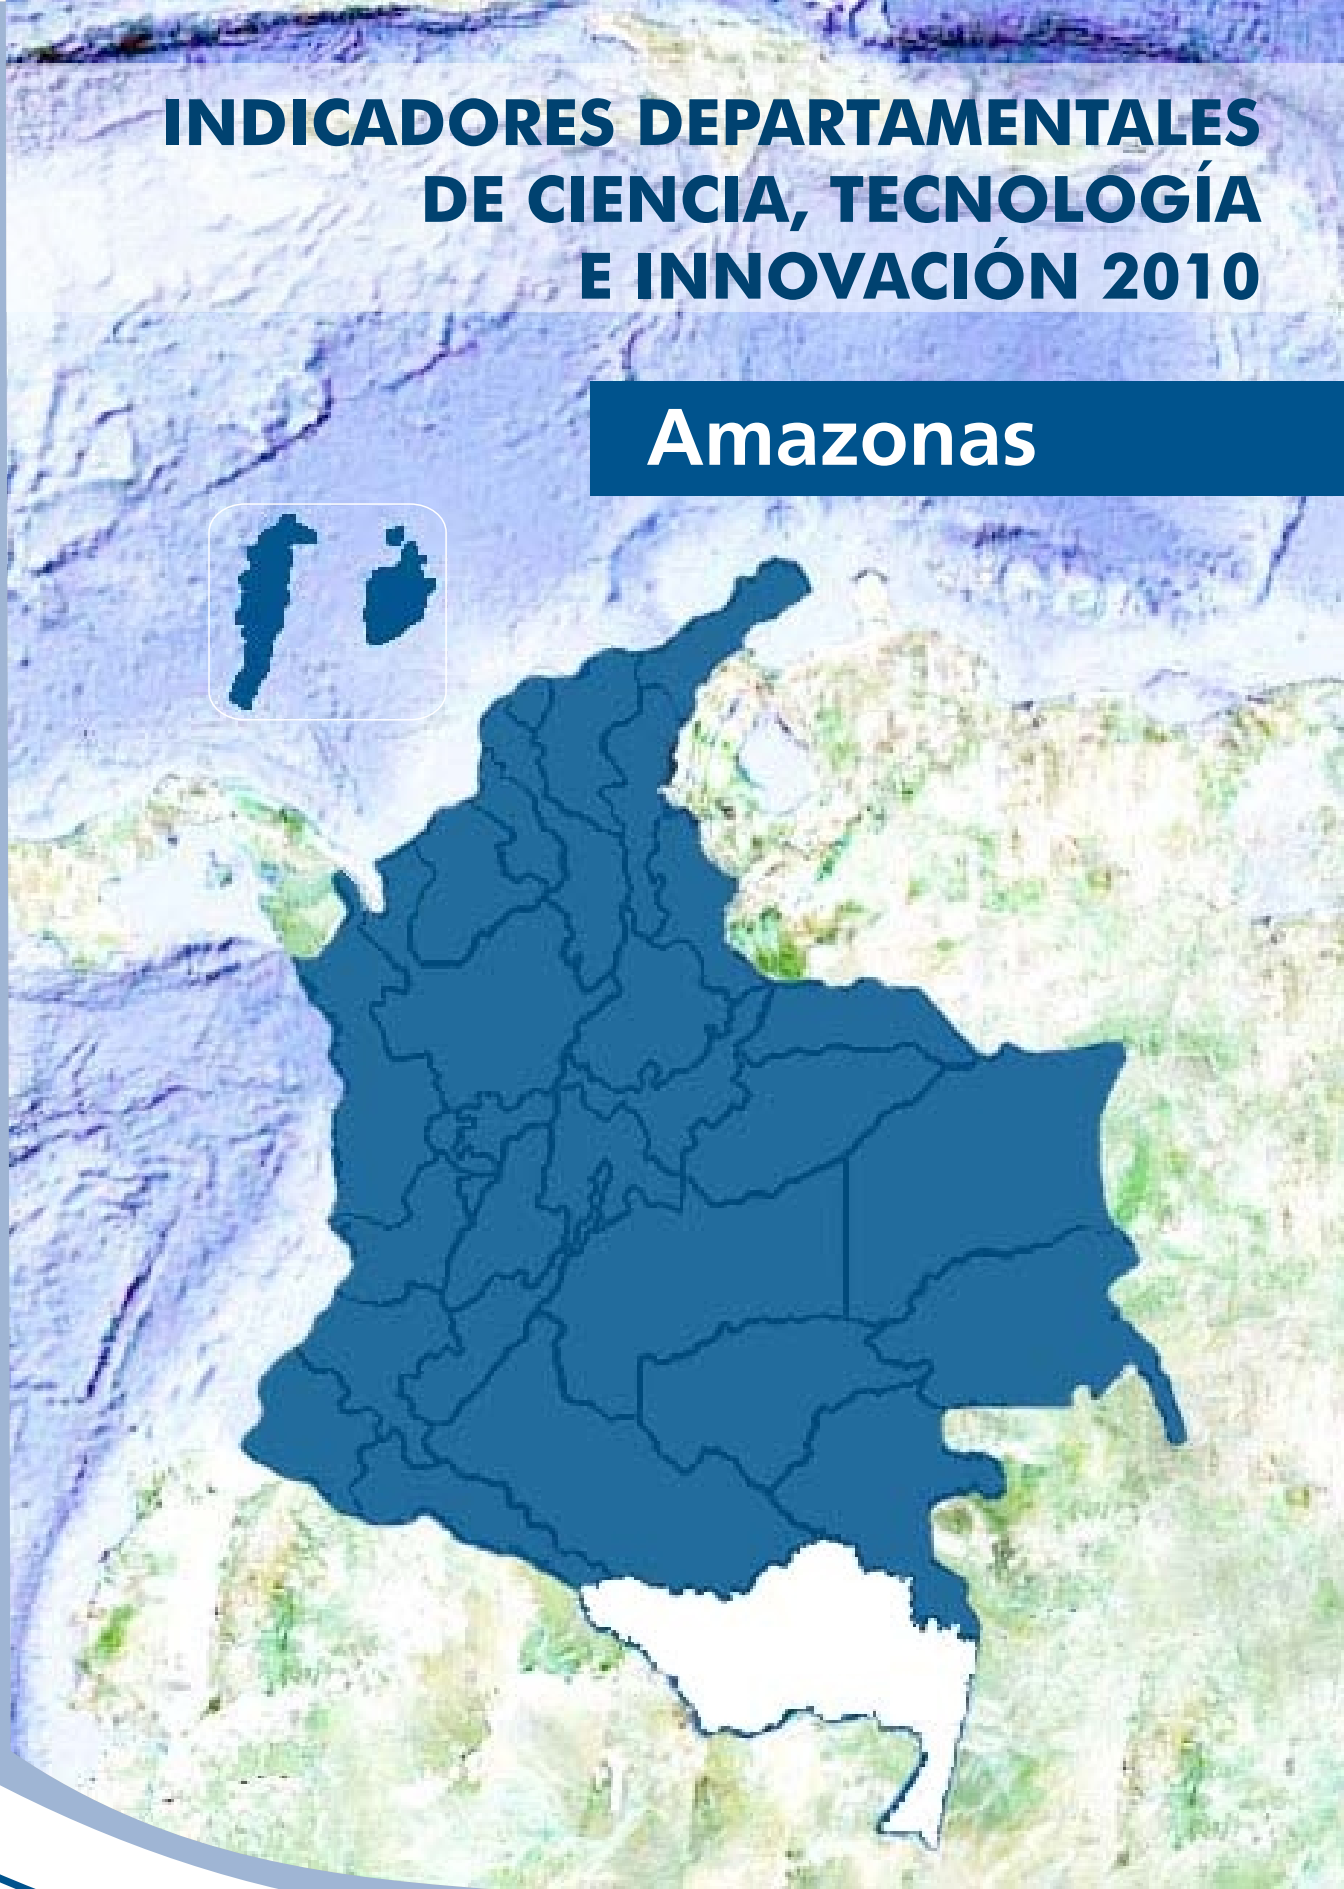 INDICADORES DEPARTAMENTALES
DE CIENCIA, TECNOLOGÍA
E INNOVACIÓN 2010
Amazonas